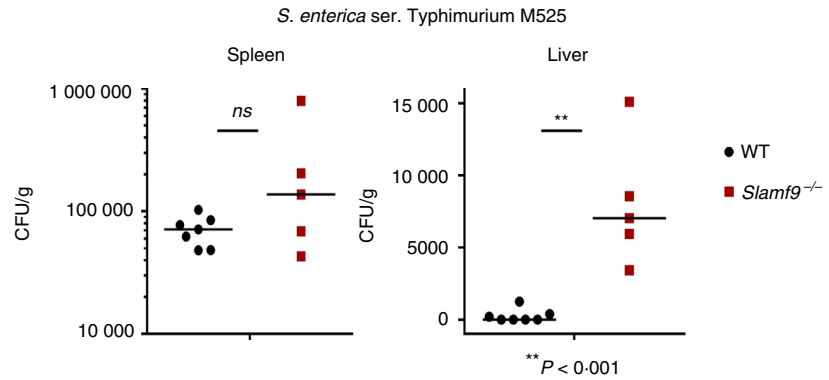 S. enterica ser. Typhimurium M525
Spleen
Liver
1 000 000
100 000
10 000
CFU/g
ns
15 000
10 000
5000
0
CFU/g
**
WT
Slamf9 −/−
**P < 0·001